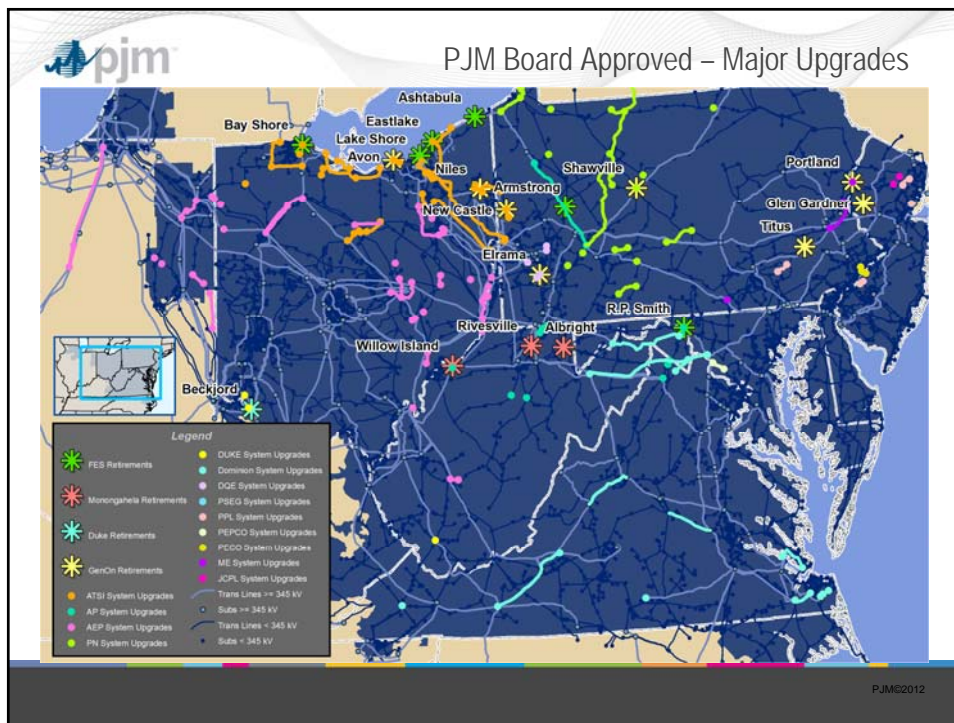 pjm
PJM Board Approved – Major Upgrades
Ashtabula
Eastlake
Bay Shore
Lake Shore
Avon
Niles
Shawville
Portland
Armstrong
New Castle
Glen Gardner
Titus
Elrama
R.P. Smith
Rivesville
Albright
Willow Island
Beckjord
Legend
FES Retirements
Monongahela Retirements
Duke Retirements
GenOn Retirements
ATSI System Upgrades
AP System Upgrades
AEP System Upgrades
PN System Upgrades
DUKE System Upgrades
Dominion System Upgrades
DQE System Upgrades
PSEG System Upgrades
PPL System Upgrades
PEPCO System Upgrades
PECO System Upgrades
ME System Upgrades
JCPL System Upgrades
Trans Lines >= 345 kV
Subs >= 345 kV
Trans Lines < 345 kV
Subs < 345 kV
PJM©2012